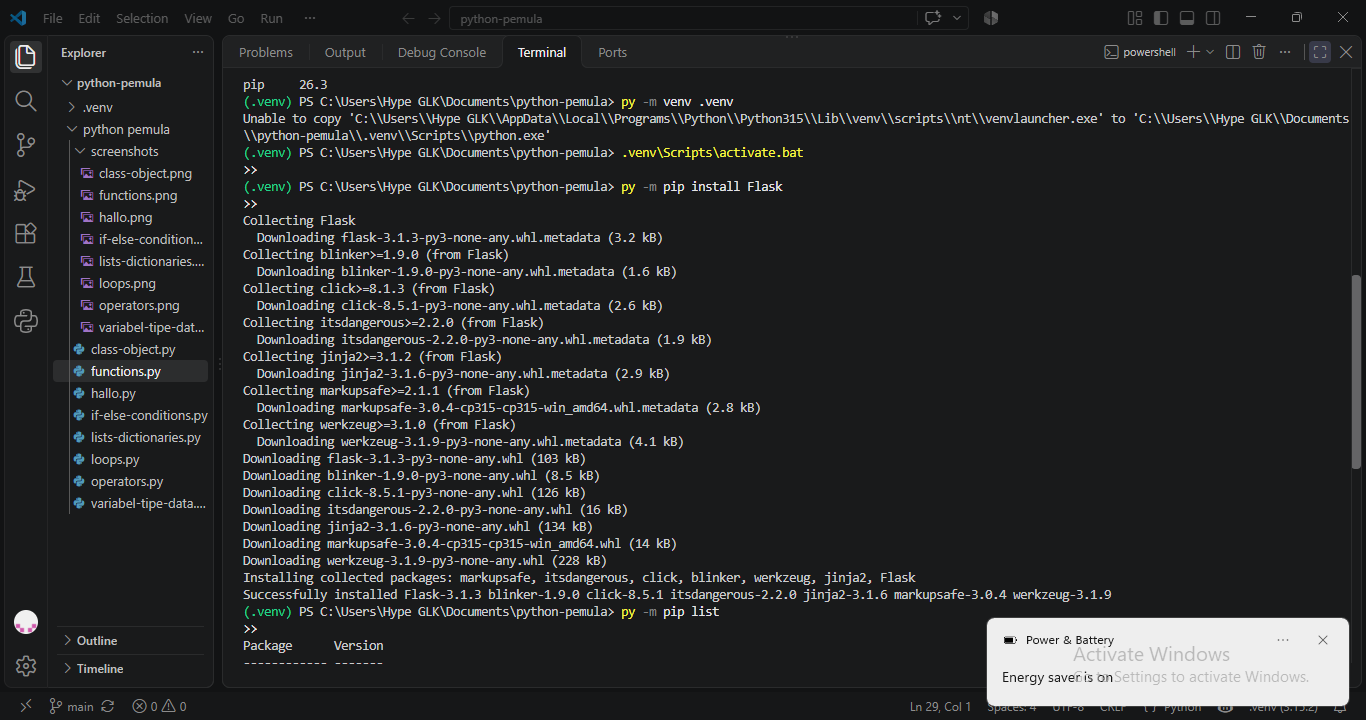 File Edit Selection View Go Run ··· python-pemula
Explorer ···
python-pemula
.venv
python pemula
screenshots
class-object.png
functions.png
hallo.png
if-else-condition...
lists-dictionaries....
loops.png
operators.png
variabel-tipe-dat...
class-object.py
functions.py
hallo.py
if-else-conditions.py
lists-dictionaries.py
loops.py
operators.py
variabel-tipe-data....
Outline
Timeline
Problems Output Debug Console Terminal Ports powershell
pip 26.3
(.venv) PS C:\Users\Hype GLK\Documents\python-pemula> py -m venv .venv
Unable to copy 'C:\\Users\\Hype GLK\\AppData\\Local\\Programs\\Python\\Python315\\Lib\\venv\\scripts\\nt\\venvlauncher.exe' to 'C:\\Users\\Hype GLK\\Documents
\\python-pemula\\.venv\\Scripts\\python.exe'
(.venv) PS C:\Users\Hype GLK\Documents\python-pemula> .venv\Scripts\activate.bat
>>
(.venv) PS C:\Users\Hype GLK\Documents\python-pemula> py -m pip install Flask
>>
Collecting Flask
Downloading flask-3.1.3-py3-none-any.whl.metadata (3.2 kB)
Collecting blinker>=1.9.0 (from Flask)
Downloading blinker-1.9.0-py3-none-any.whl.metadata (1.6 kB)
Collecting click>=8.1.3 (from Flask)
Downloading click-8.5.1-py3-none-any.whl.metadata (2.6 kB)
Collecting itsdangerous>=2.2.0 (from Flask)
Downloading itsdangerous-2.2.0-py3-none-any.whl.metadata (1.9 kB)
Collecting jinja2>=3.1.2 (from Flask)
Downloading jinja2-3.1.6-py3-none-any.whl.metadata (2.9 kB)
Collecting markupsafe>=2.1.1 (from Flask)
Downloading markupsafe-3.0.4-cp315-cp315-win_amd64.whl.metadata (2.8 kB)
Collecting werkzeug>=3.1.0 (from Flask)
Downloading werkzeug-3.1.9-py3-none-any.whl.metadata (4.1 kB)
Downloading flask-3.1.3-py3-none-any.whl (103 kB)
Downloading blinker-1.9.0-py3-none-any.whl (8.5 kB)
Downloading click-8.5.1-py3-none-any.whl (126 kB)
Downloading itsdangerous-2.2.0-py3-none-any.whl (16 kB)
Downloading jinja2-3.1.6-py3-none-any.whl (134 kB)
Downloading markupsafe-3.0.4-cp315-cp315-win_amd64.whl (14 kB)
Downloading werkzeug-3.1.9-py3-none-any.whl (228 kB)
Installing collected packages: markupsafe, itsdangerous, click, blinker, werkzeug, jinja2, Flask
Successfully installed Flask-3.1.3 blinker-1.9.0 click-8.5.1 itsdangerous-2.2.0 jinja2-3.1.6 markupsafe-3.0.4 werkzeug-3.1.9
(.venv) PS C:\Users\Hype GLK\Documents\python-pemula> py -m pip list
>>
Package Version
------------ -------
Power & Battery ···
Activate Windows
Energy saver is on
Go to Settings to activate Windows.
main 0 0 Ln 29, Col 1 Spaces: 4 UTF-8 CRLF { } Python .venv (3.15.2)